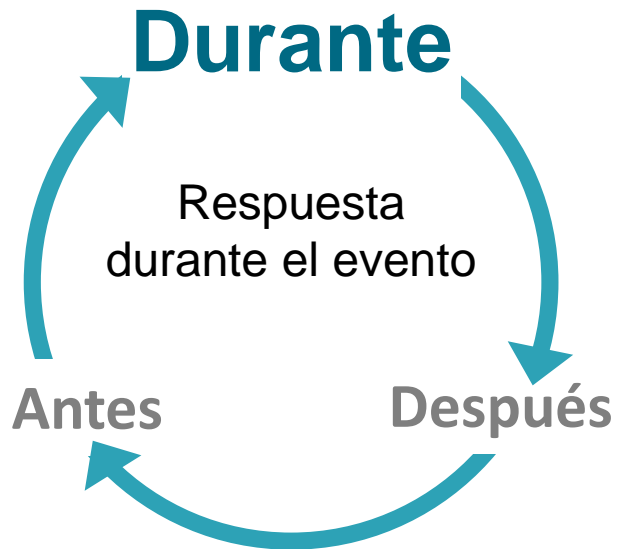 Durante
Respuesta
durante el evento
Antes
Después